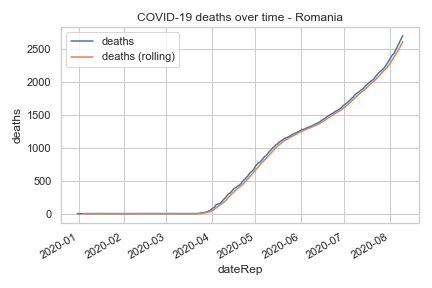 COVID-19 deaths over time - Romania
deaths
deaths (rolling)
2500
2000
1500
1000
500
0
deaths
2020-01
2020-02
2020-03
2020-04
2020-05
2020-06
2020-07
2020-08
dateRep